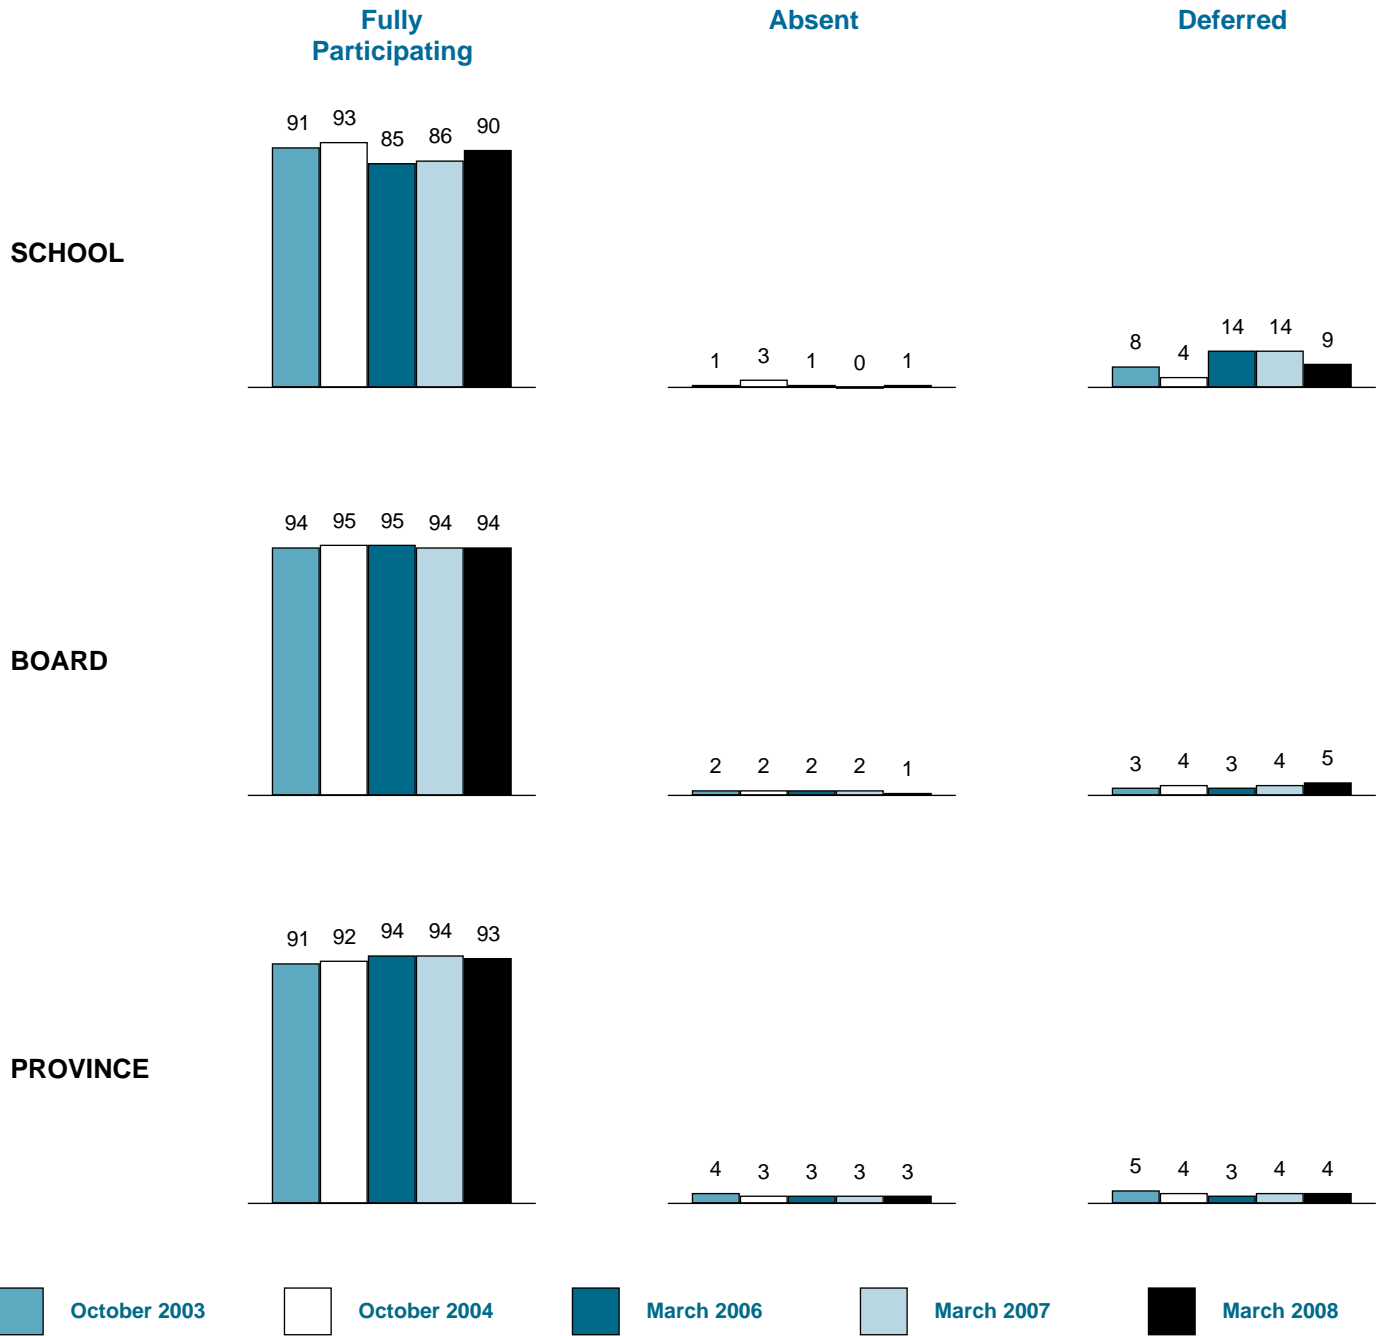 Fully
Participating
Absent
Deferred
SCHOOL
91 93 85 86 90
1 3 1 0 1
8 4 14 14 9
BOARD
94 95 95 94 94
2 2 2 2 1
3 4 3 4 5
PROVINCE
91 92 94 94 93
4 3 3 3 3
5 4 3 4 4
October 2003
October 2004
March 2006
March 2007
March 2008